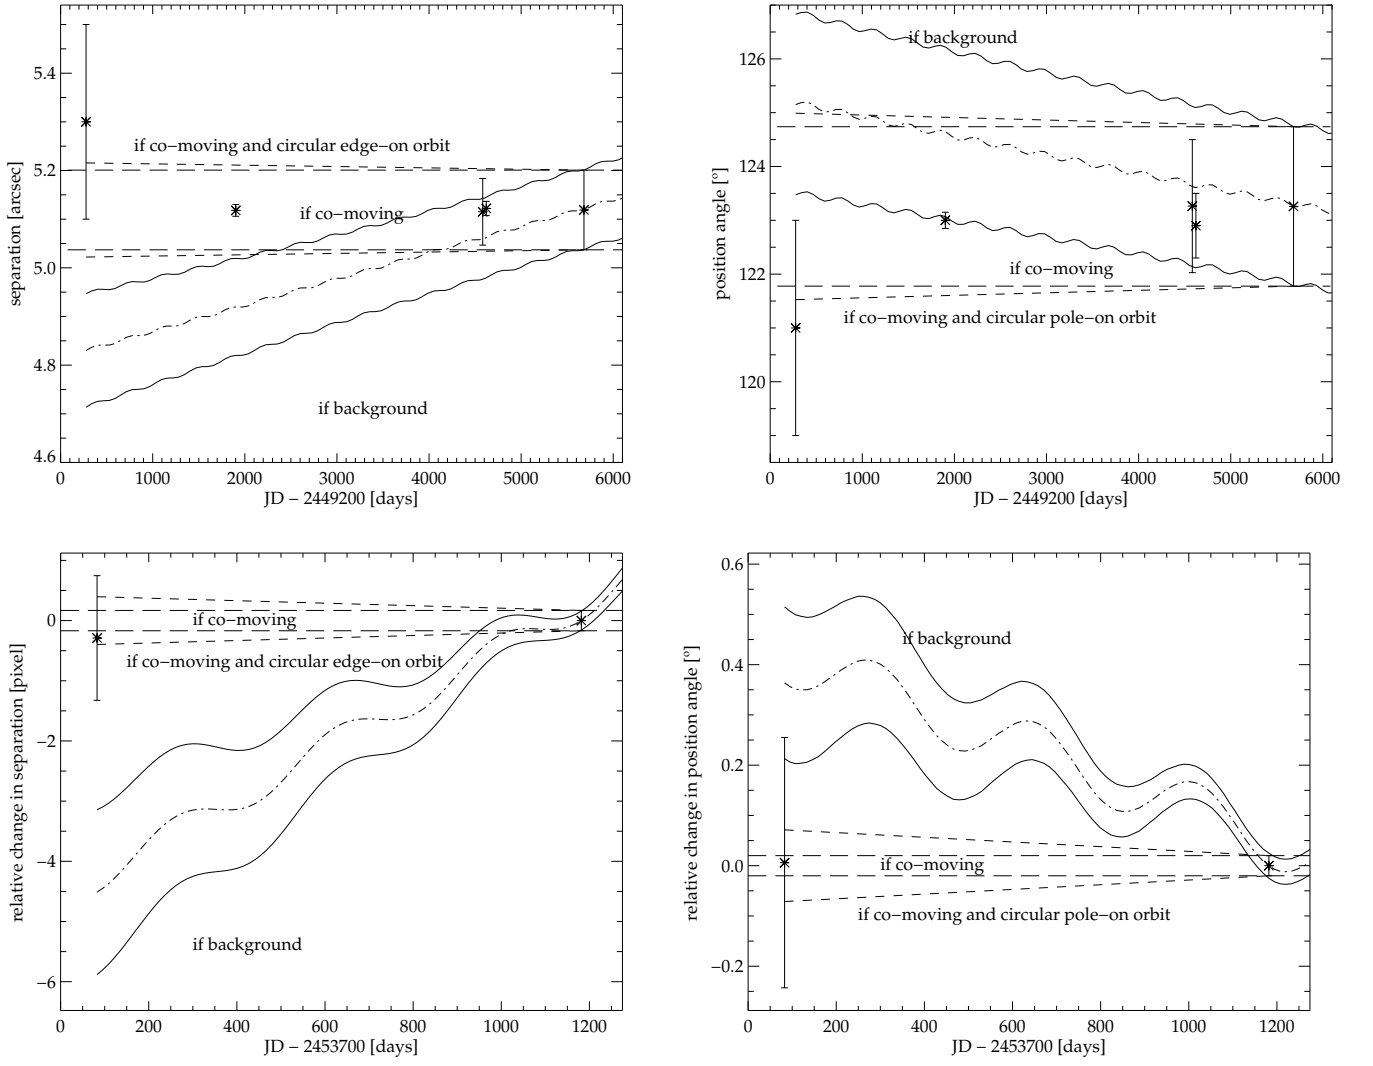 5.4
5.2
5.0
4.8
4.6
separation [arcsec]
if co−moving and circular edge−on orbit
if co−moving
if background
0 1000 2000 3000 4000 5000 6000
JD − 2449200 [days]
126
124
122
120
position angle [°]
if background
if co−moving
if co−moving and circular pole−on orbit
0 1000 2000 3000 4000 5000 6000
JD − 2449200 [days]
0
−2
−4
−6
relative change in separation [pixel]
if co−moving
if co−moving and circular edge−on orbit
if background
0 200 400 600 800 1000 1200
JD − 2453700 [days]
0.6
0.4
0.2
0.0
−0.2
relative change in position angle [°]
if background
if co−moving
if co−moving and circular pole−on orbit
0 200 400 600 800 1000 1200
JD − 2453700 [days]